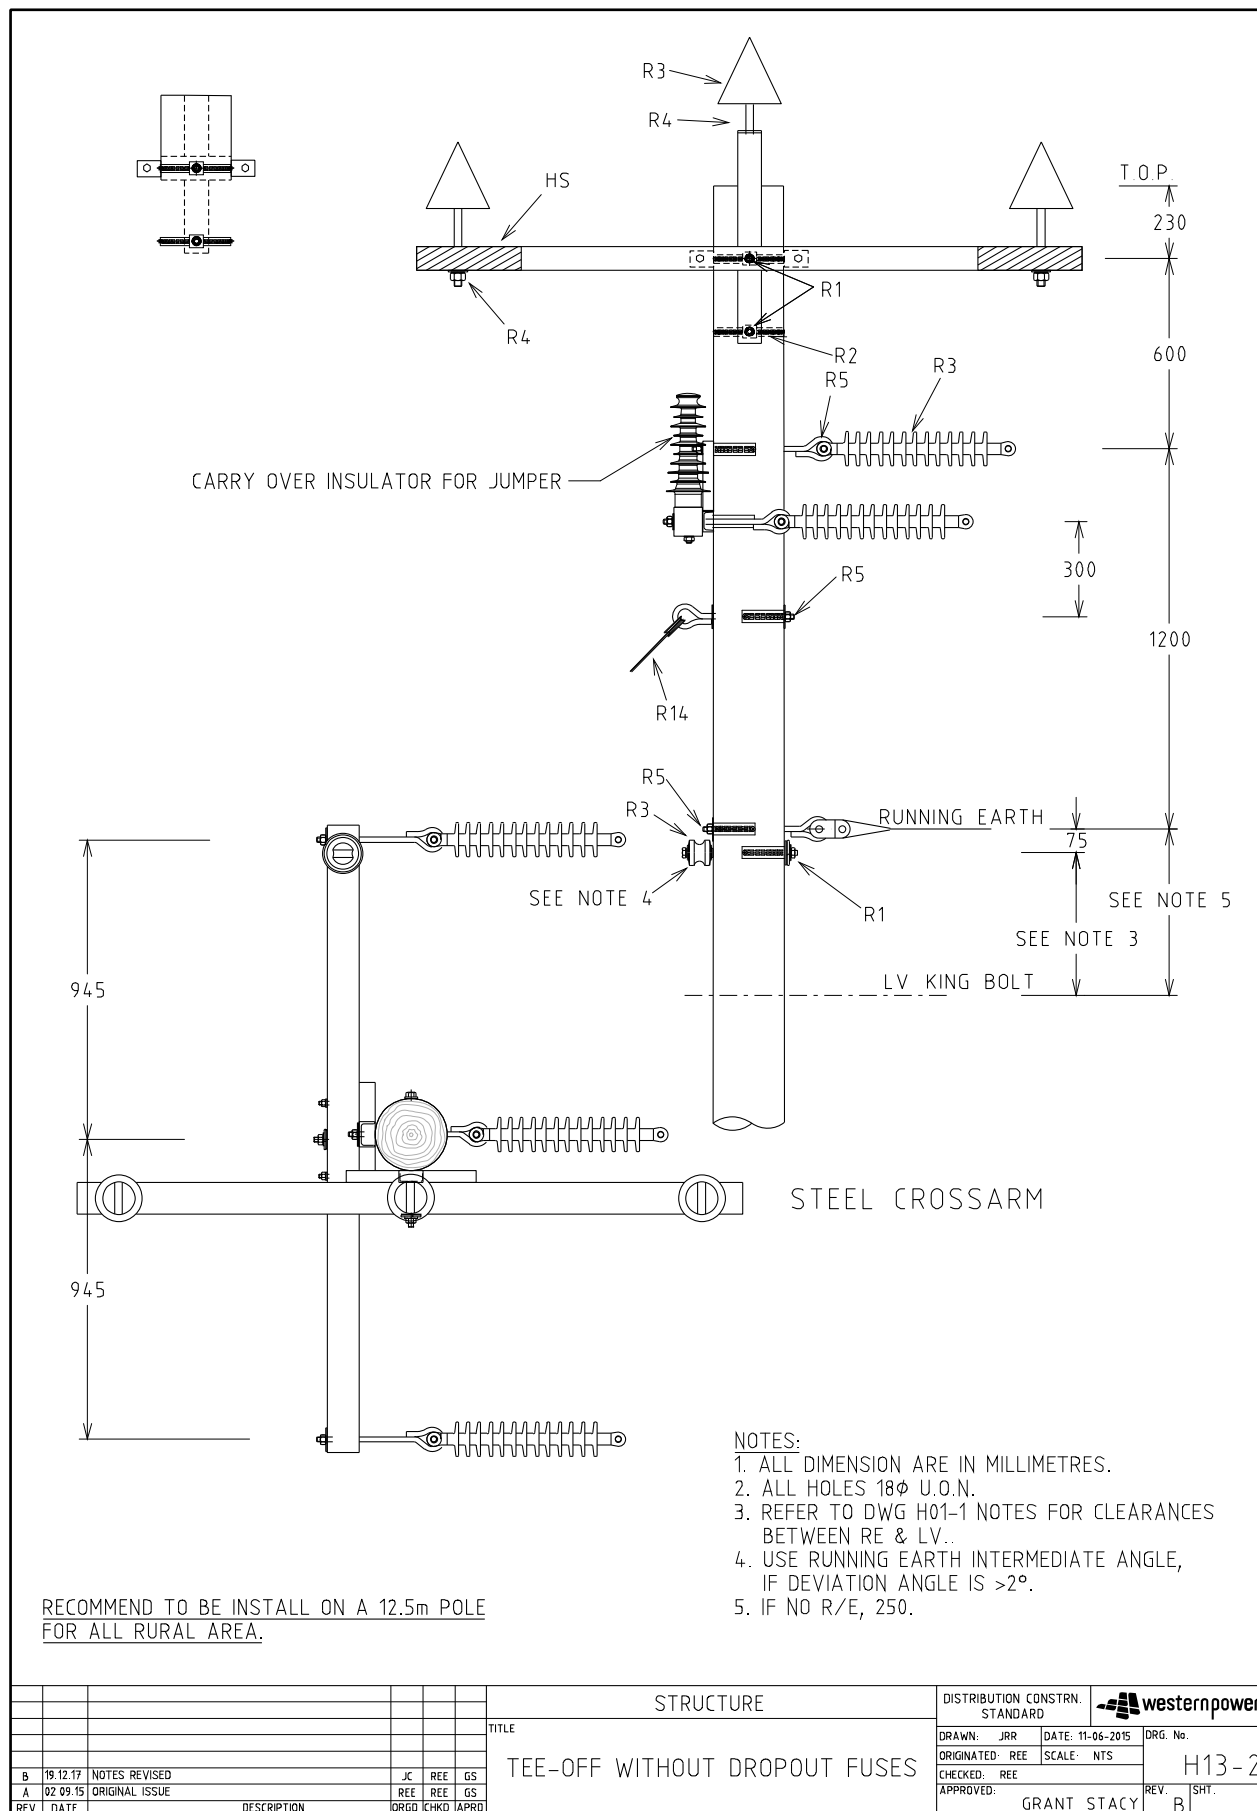 R3
R4
HS
T.O.P.
230
R1
R4
R2
600
R5
R3
CARRY OVER INSULATOR FOR JUMPER
300
R5
1200
R14
R5
R3
RUNNING EARTH
75
SEE NOTE 4
R1
SEE NOTE 5
SEE NOTE 3
LV KING BOLT
945
STEEL CROSSARM
945
NOTES:
1. ALL DIMENSION ARE IN MILLIMETRES.
2. ALL HOLES 18ϕ U.O.N.
3. REFER TO DWG H01-1 NOTES FOR CLEARANCES
BETWEEN RE & LV..
4. USE RUNNING EARTH INTERMEDIATE ANGLE,
IF DEVIATION ANGLE IS >2°.
5. IF NO R/E, 250.
RECOMMEND TO BE INSTALL ON A 12.5m POLE
FOR ALL RURAL AREA.
STRUCTURE
TITLE
TEE-OFF WITHOUT DROPOUT FUSES
DISTRIBUTION CONSTRN.
STANDARD
westernpower
DRAWN: JRR
DATE: 11-06-2015
DRG. No.
ORIGINATED: REE
SCALE: NTS
H13-2
CHECKED: REE
APPROVED:
GRANT STACY
REV.
B
SHT.
B 19.12.17 NOTES REVISED JC REE GS
A 02.09.15 ORIGINAL ISSUE REE REE GS
REV DATE DESCRIPTION ORGD CHKD APRD